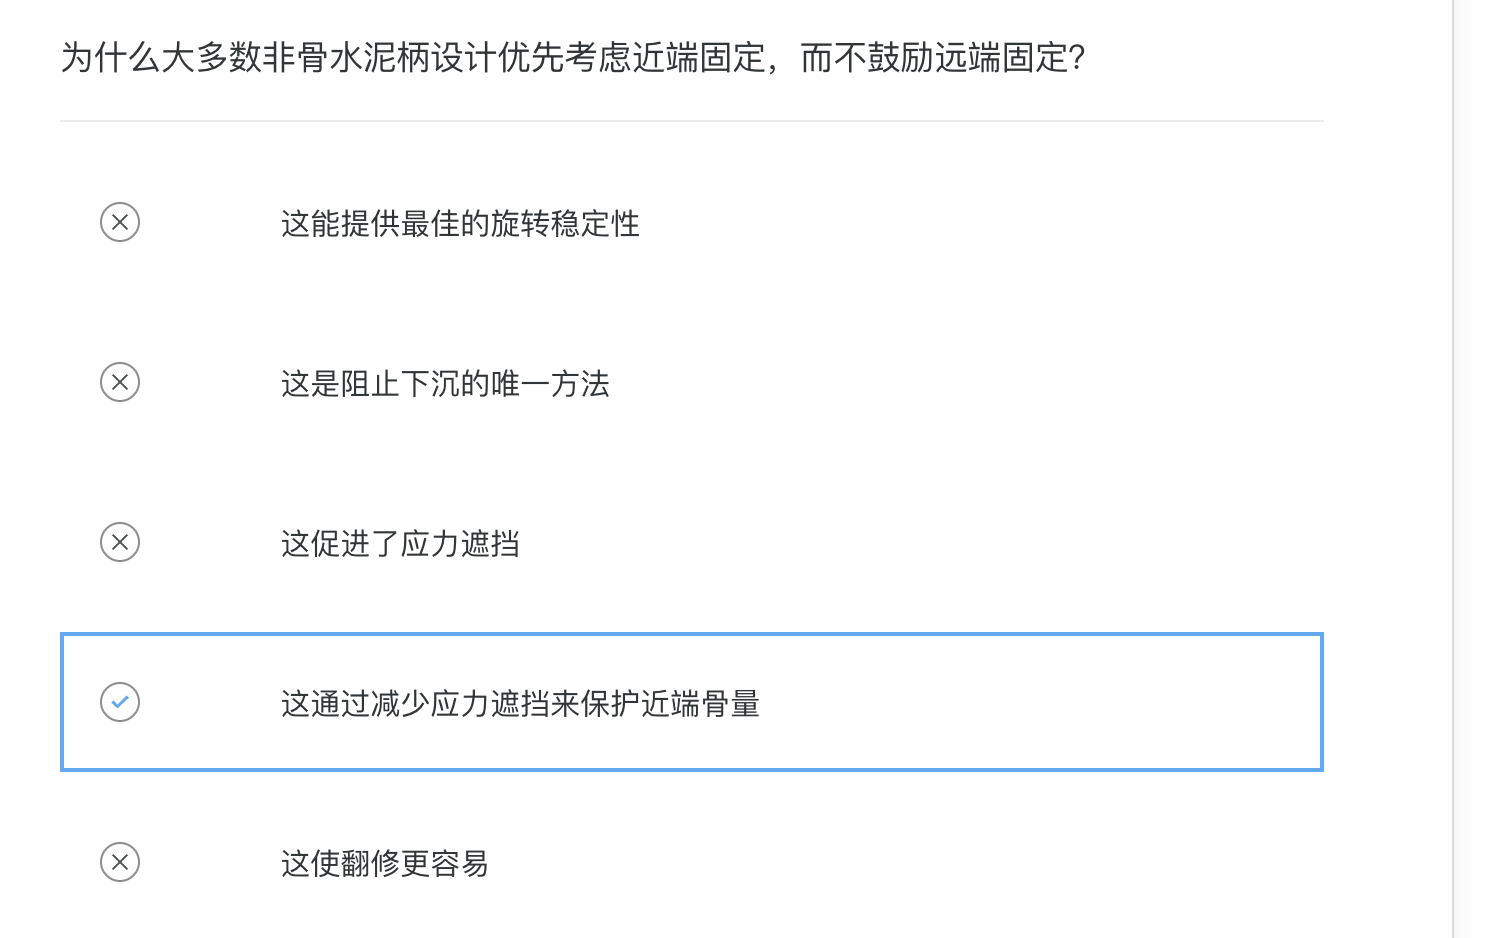 为什么大多数非骨水泥柄设计优先考虑近端固定，而不鼓励远端固定?
这能提供最佳的旋转稳定性
这是阻止下沉的唯一方法
这促进了应力遮挡
这通过减少应力遮挡来保护近端骨量
这使翻修更容易